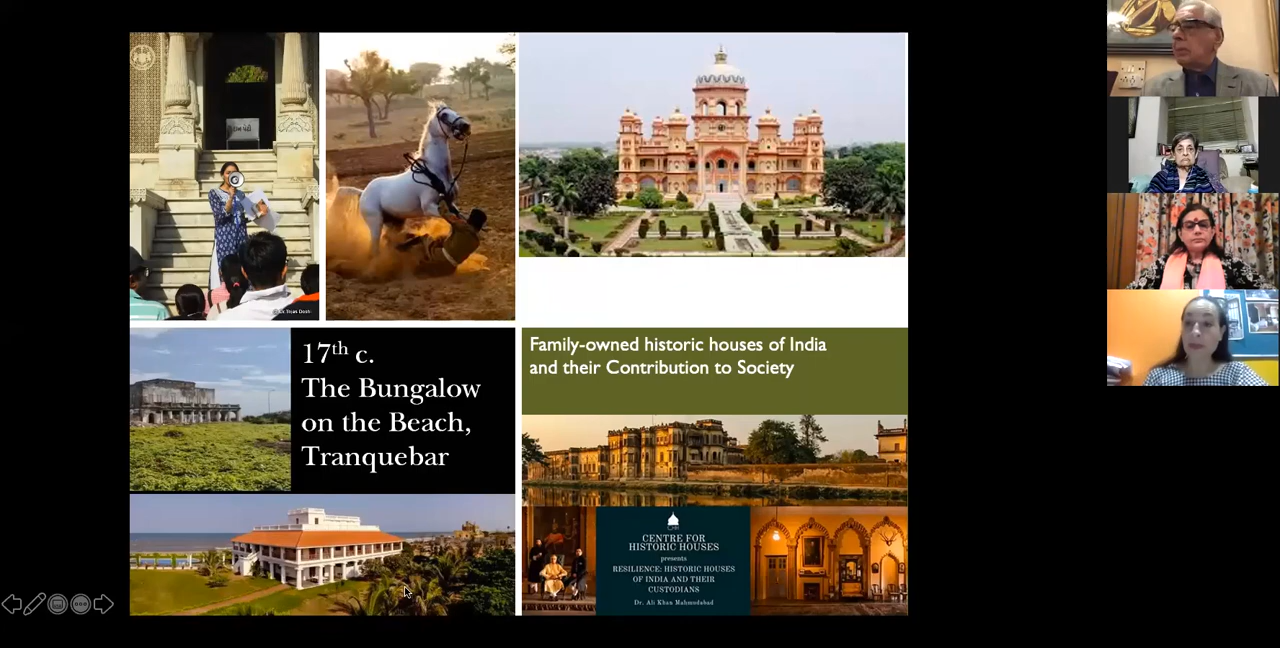 17th c.
The Bungalow
on the Beach,
Tranquebar
Family-owned historic houses of India
and their Contribution to Society
CENTRE FOR
HISTORIC HOUSES
presents
RESILIENCE: HISTORIC HOUSES
OF INDIA AND THEIR
CUSTODIANS
Dr. Ali Khan Mahmudabad